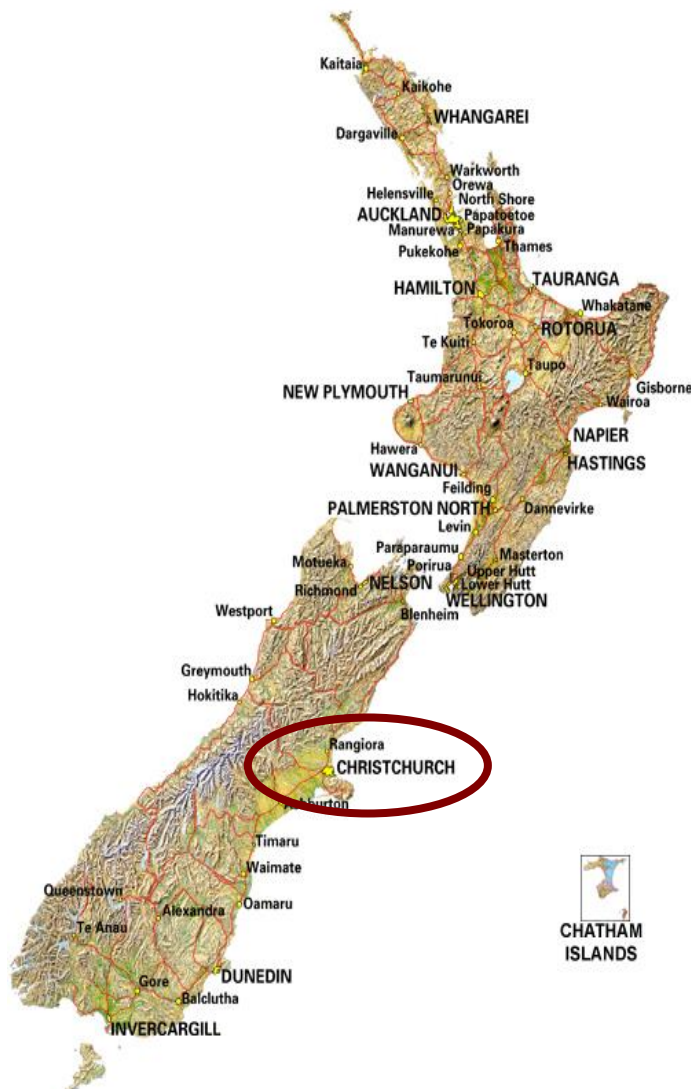 Kaitaia
Kaikohe
WHANGAREI
Dargaville
Warkworth
Orewa
Helensville
North Shore
AUCKLAND
Papatoetoe
Manurewa
Papakura
Pukekohe
Thames
TAURANGA
HAMILTON
Whakatane
Tokoroa
ROTORUA
Te Kuiti
Taupo
Taumarunui
Gisborne
NEW PLYMOUTH
Wairoa
NAPIER
Hawera
HASTINGS
WANGANUI
Feilding
PALMERSTON NORTH
Dannevirke
Levin
Paraparaumu
Masterton
Motueka
Porirua
Upper Hutt
NELSON
Lower Hutt
Richmond
WELLINGTON
Westport
Blenheim
Greymouth
Hokitika
Rangiora
CHRISTCHURCH
Ashburton
Timaru
Waimate
Queenstown
Oamaru
Alexandra
Te Anau
CHATHAM
ISLANDS
DUNEDIN
Gore
Balclutha
INVERCARGILL